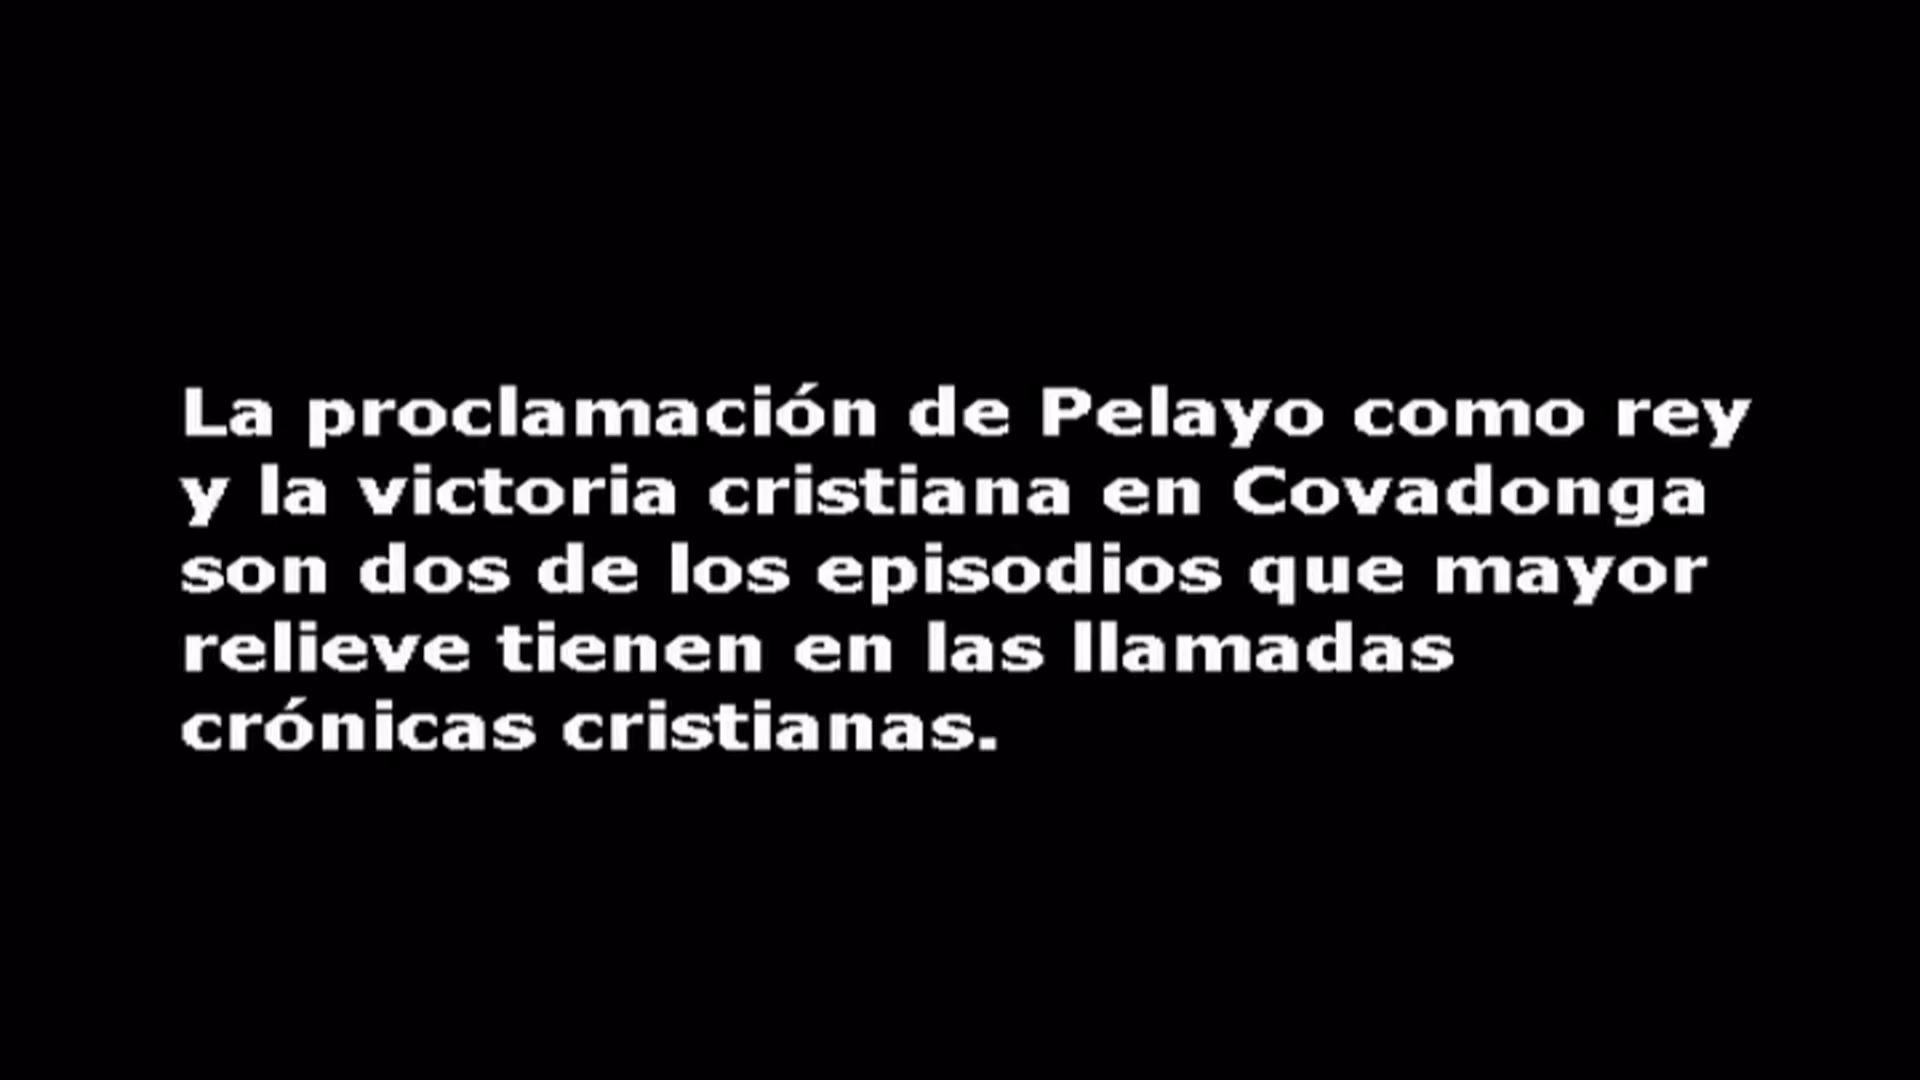 La proclamación de Pelayo como rey
y la victoria cristiana en Covadonga
son dos de los episodios que mayor
relieve tienen en las llamadas
crónicas cristianas.